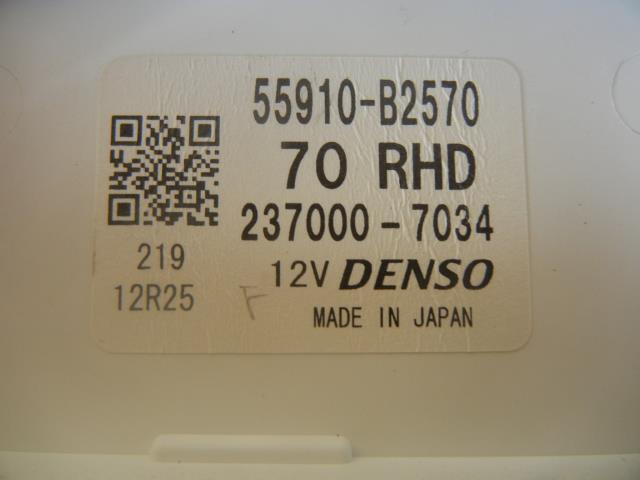 55910-B2570
70 RHD
237000-7034
219
12V DENSO
12R25
F
MADE IN JAPAN